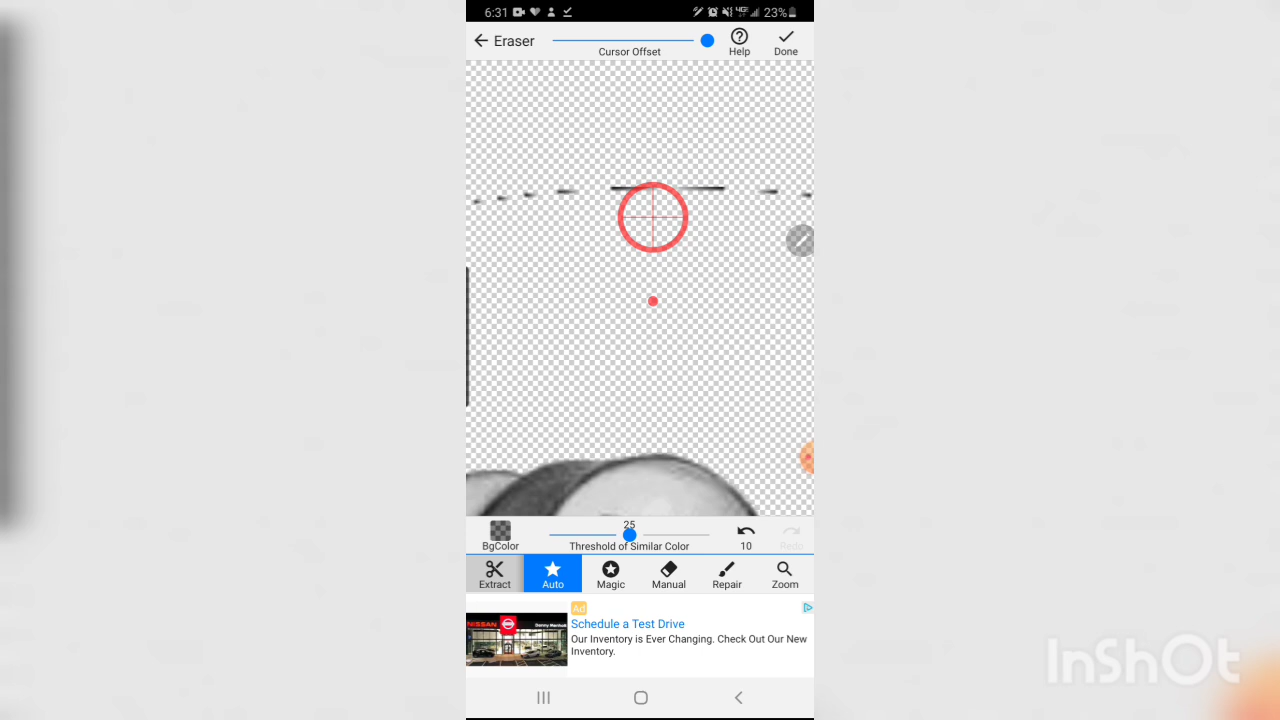 6:31
4G 23%
Eraser
Cursor Offset
Help
Done
25
BgColor
Threshold of Similar Color
10
Redo
Extract
Auto
Magic
Manual
Repair
Zoom
NISSAN
Ad
Schedule a Test Drive
Our Inventory is Ever Changing. Check Out Our New
Inventory.
InShOt